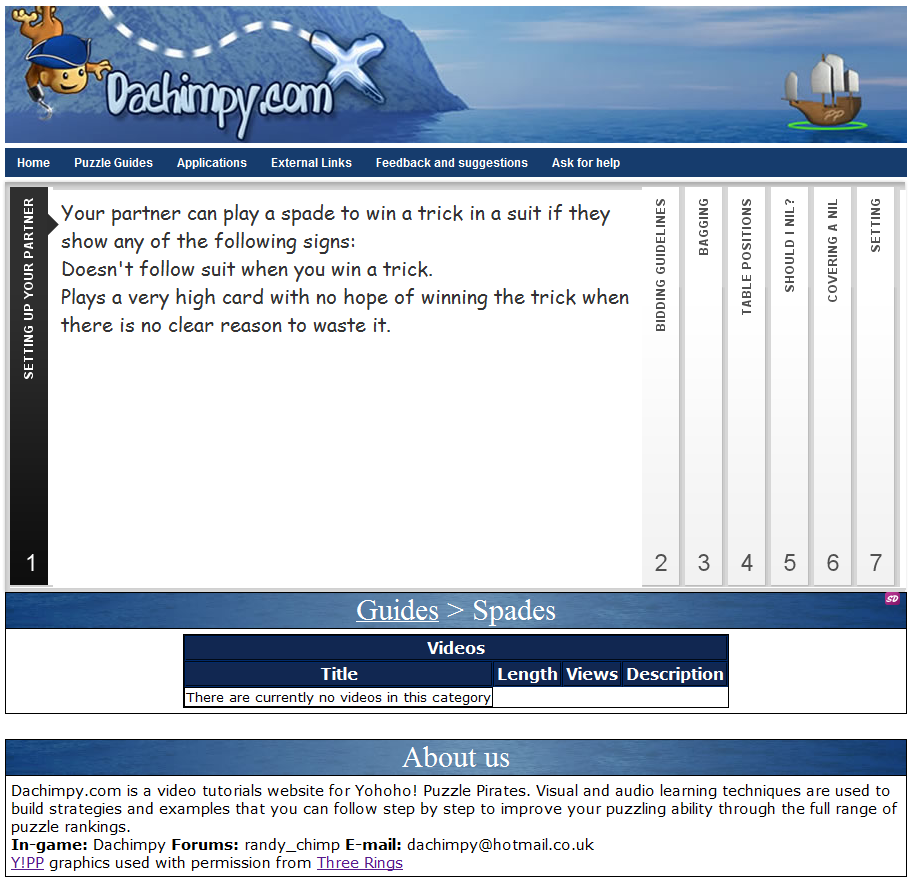 Dachimpy.com
PP
Home Puzzle Guides Applications External Links Feedback and suggestions Ask for help
SETTING UP YOUR PARTNER
1
Your partner can play a spade to win a trick in a suit if they
show any of the following signs:
Doesn't follow suit when you win a trick.
Plays a very high card with no hope of winning the trick when
there is no clear reason to waste it.
BIDDING GUIDELINES
2
BAGGING
3
TABLE POSITIONS
4
SHOULD I NIL?
5
COVERING A NIL
6
SETTING
7
SD
Guides > Spades
Videos
Title Length Views Description
There are currently no videos in this category
About us
Dachimpy.com is a video tutorials website for Yohoho! Puzzle Pirates. Visual and audio learning techniques are used to
build strategies and examples that you can follow step by step to improve your puzzling ability through the full range of
puzzle rankings.
In-game: Dachimpy Forums: randy_chimp E-mail: dachimpy@hotmail.co.uk
Y!PP graphics used with permission from Three Rings